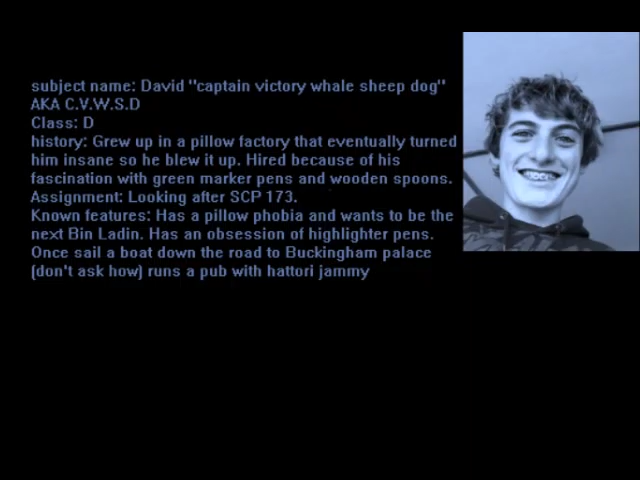 subject name: David "captain victory whale sheep dog"
AKA C.V.W.S.D
Class: D
history: Grew up in a pillow factory that eventually turned
him insane so he blew it up. Hired because of his
fascination with green marker pens and wooden spoons.
Assignment: Looking after SCP 173.
Known features: Has a pillow phobia and wants to be the
next Bin Ladin. Has an obsession of highlighter pens.
Once sail a boat down the road to Buckingham palace
(don't ask how) runs a pub with hattori jammy